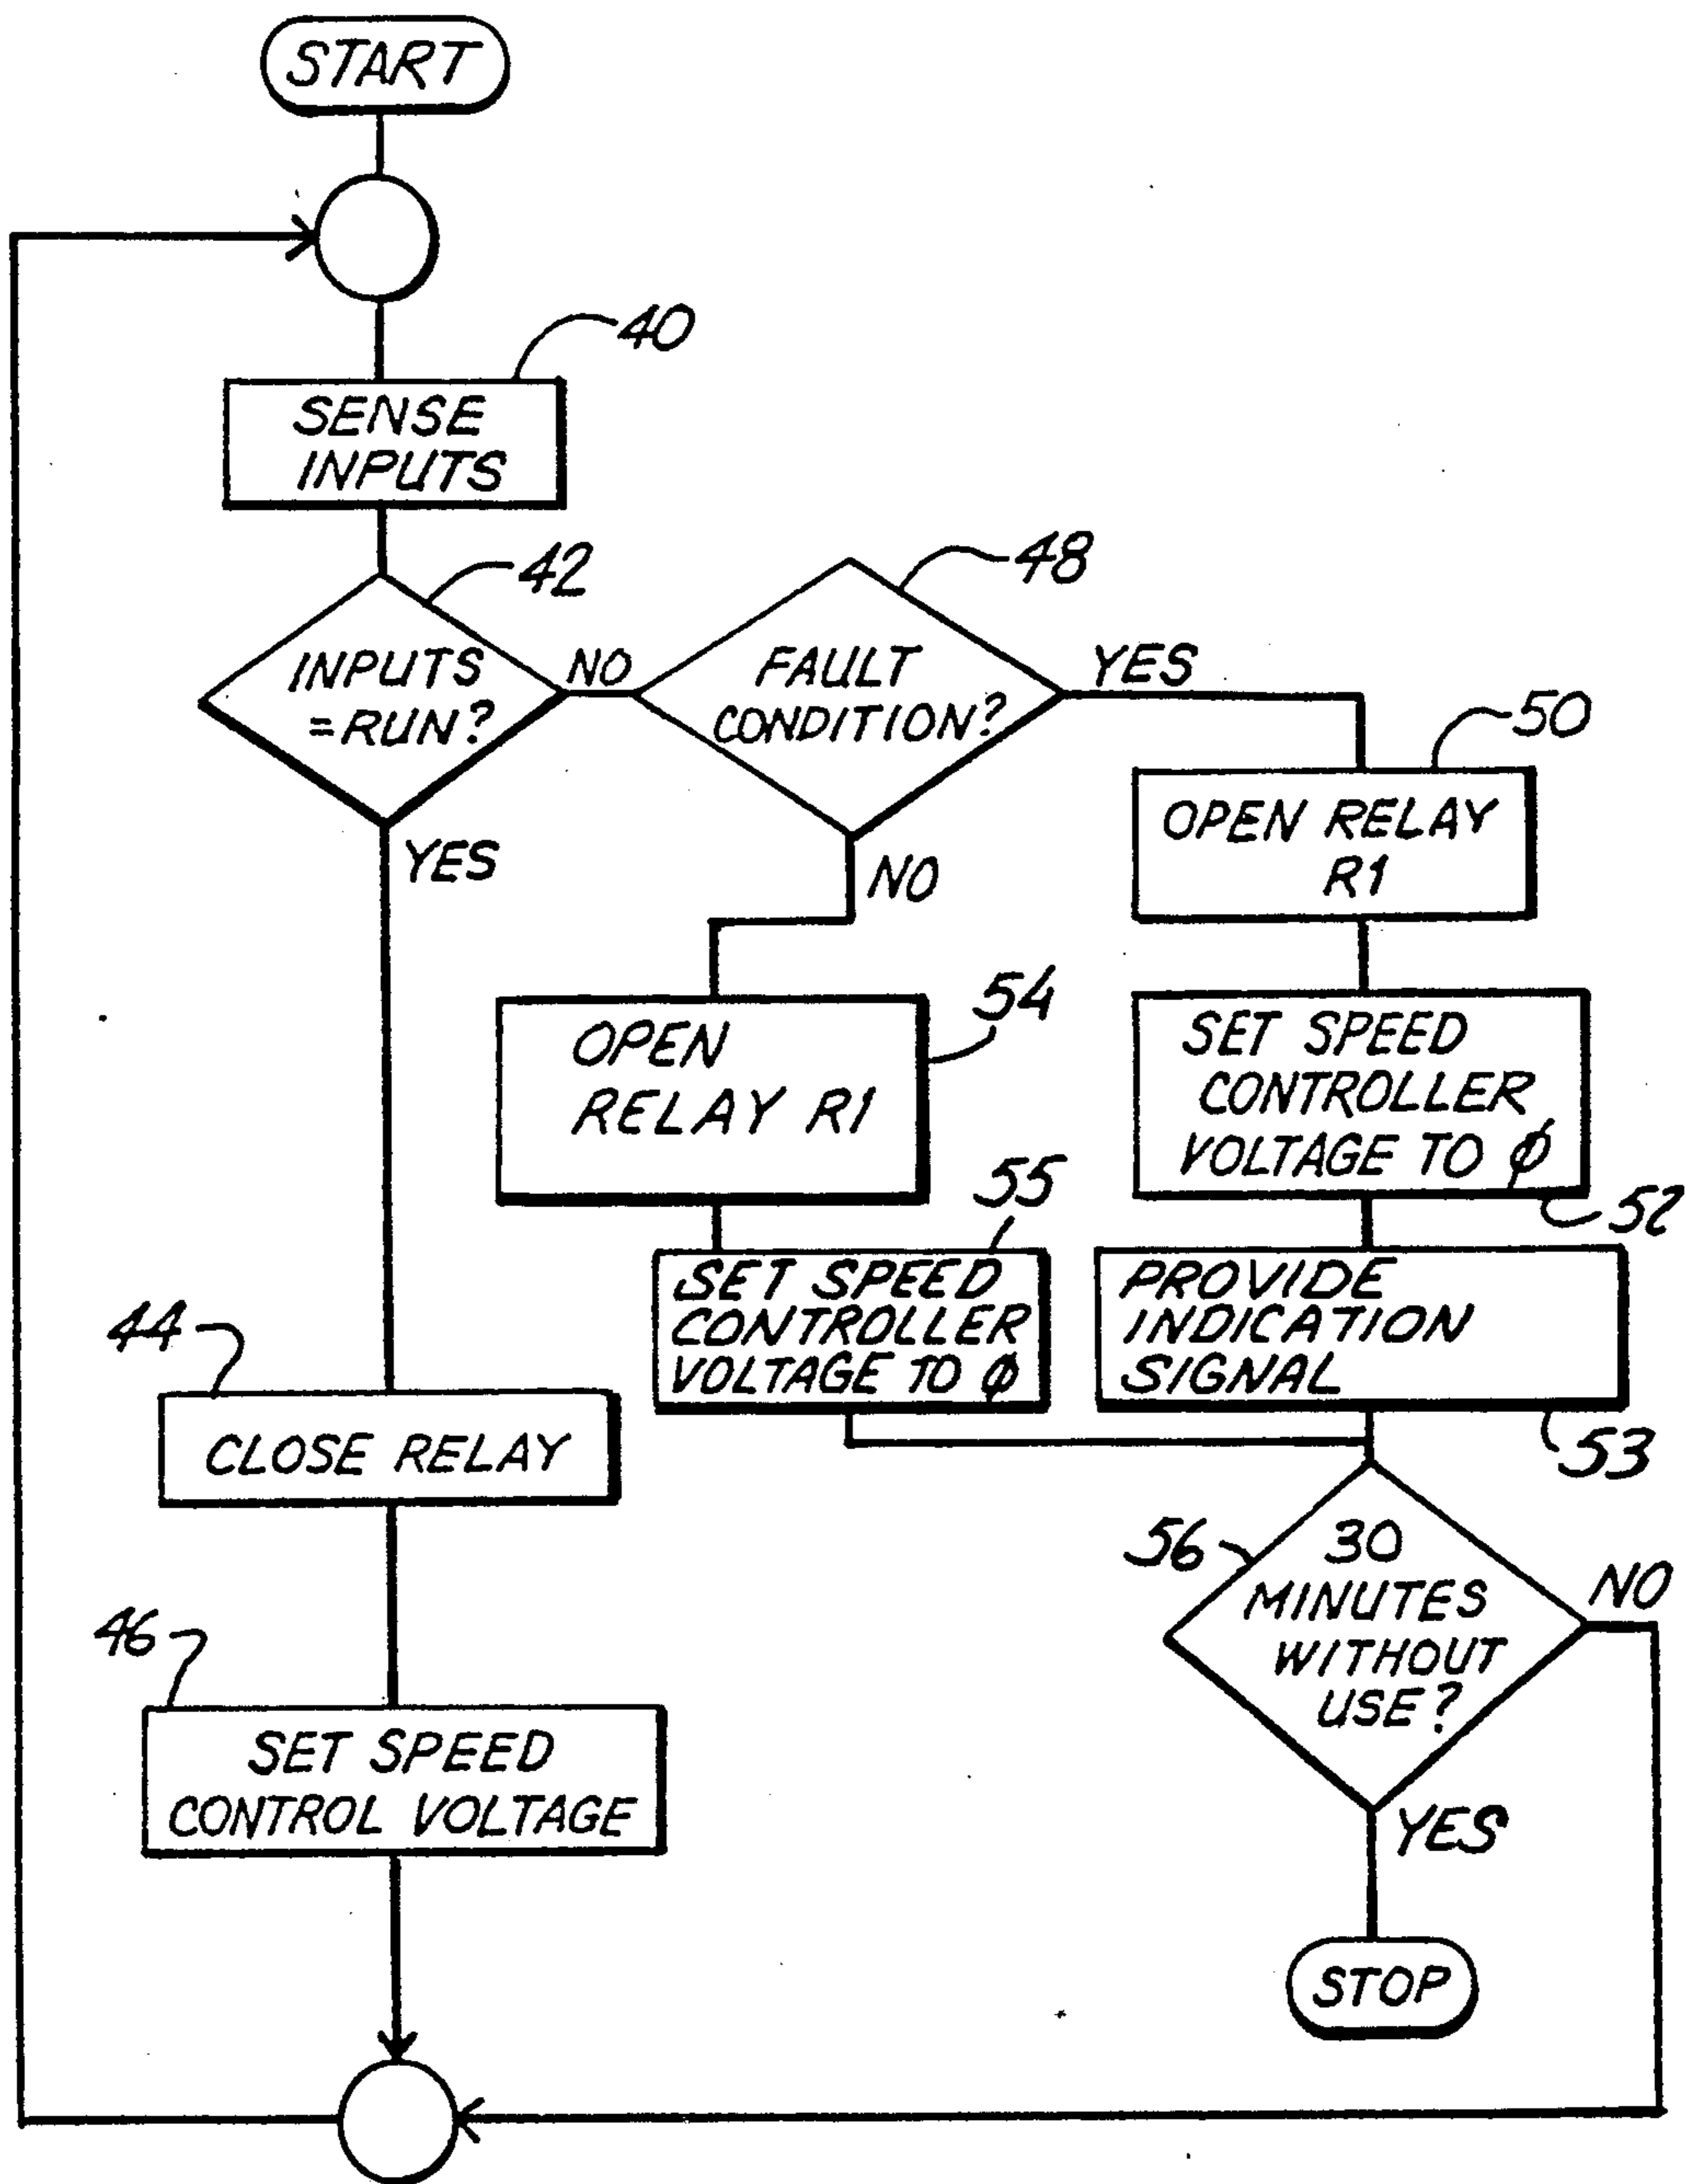 START
40
SENSE
INPUTS
42
48
INPUTS
=RUN?
NO
FAULT
CONDITION?
YES
50
YES
NO
OPEN RELAY
R1
54
OPEN
RELAY R1
SET SPEED
CONTROLLER
VOLTAGE TO ϕ
52
55
SET SPEED
CONTROLLER
VOLTAGE TO ϕ
PROVIDE
INDICATION
SIGNAL
53
44
CLOSE RELAY
56
30
MINUTES
WITHOUT
USE?
NO
YES
46
SET SPEED
CONTROL VOLTAGE
STOP